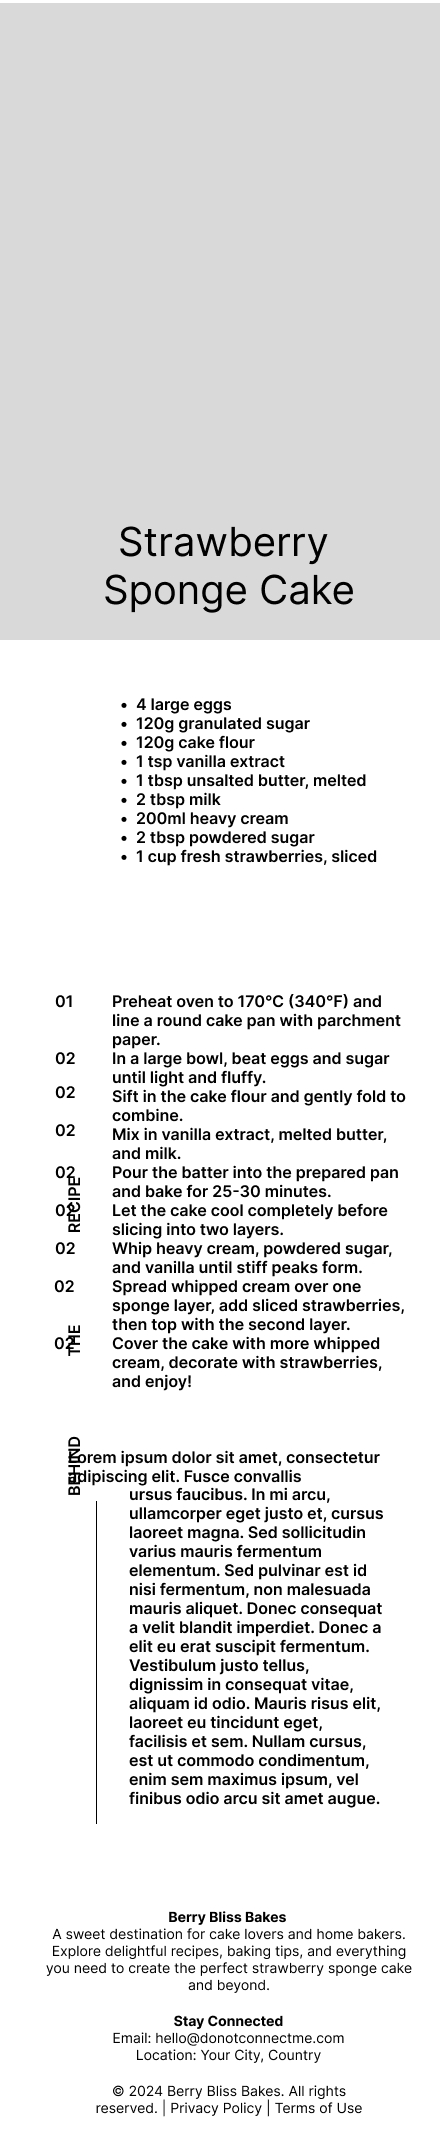 Strawberry
Sponge Cake
• 4 large eggs
• 120g granulated sugar
• 120g cake flour
• 1 tsp vanilla extract
• 1 tbsp unsalted butter, melted
• 2 tbsp milk
• 200ml heavy cream
• 2 tbsp powdered sugar
• 1 cup fresh strawberries, sliced
01 Preheat oven to 170°C (340°F) and
line a round cake pan with parchment
paper.
02 In a large bowl, beat eggs and sugar
until light and fluffy.
02 Sift in the cake flour and gently fold to
combine.
02 Mix in vanilla extract, melted butter,
and milk.
02 Pour the batter into the prepared pan
and bake for 25-30 minutes.
02 Let the cake cool completely before
slicing into two layers.
02 Whip heavy cream, powdered sugar,
and vanilla until stiff peaks form.
02 Spread whipped cream over one
sponge layer, add sliced strawberries,
then top with the second layer.
02 Cover the cake with more whipped
cream, decorate with strawberries,
and enjoy!
BEHIND THE RECIPE
Lorem ipsum dolor sit amet, consectetur
adipiscing elit. Fusce convallis
ursus faucibus. In mi arcu,
ullamcorper eget justo et, cursus
laoreet magna. Sed sollicitudin
varius mauris fermentum
elementum. Sed pulvinar est id
nisi fermentum, non malesuada
mauris aliquet. Donec consequat
a velit blandit imperdiet. Donec a
elit eu erat suscipit fermentum.
Vestibulum justo tellus,
dignissim in consequat vitae,
aliquam id odio. Mauris risus elit,
laoreet eu tincidunt eget,
facilisis et sem. Nullam cursus,
est ut commodo condimentum,
enim sem maximus ipsum, vel
finibus odio arcu sit amet augue.
Berry Bliss Bakes
A sweet destination for cake lovers and home bakers.
Explore delightful recipes, baking tips, and everything
you need to create the perfect strawberry sponge cake
and beyond.
Stay Connected
Email: hello@donotconnectme.com
Location: Your City, Country
© 2024 Berry Bliss Bakes. All rights
reserved. | Privacy Policy | Terms of Use